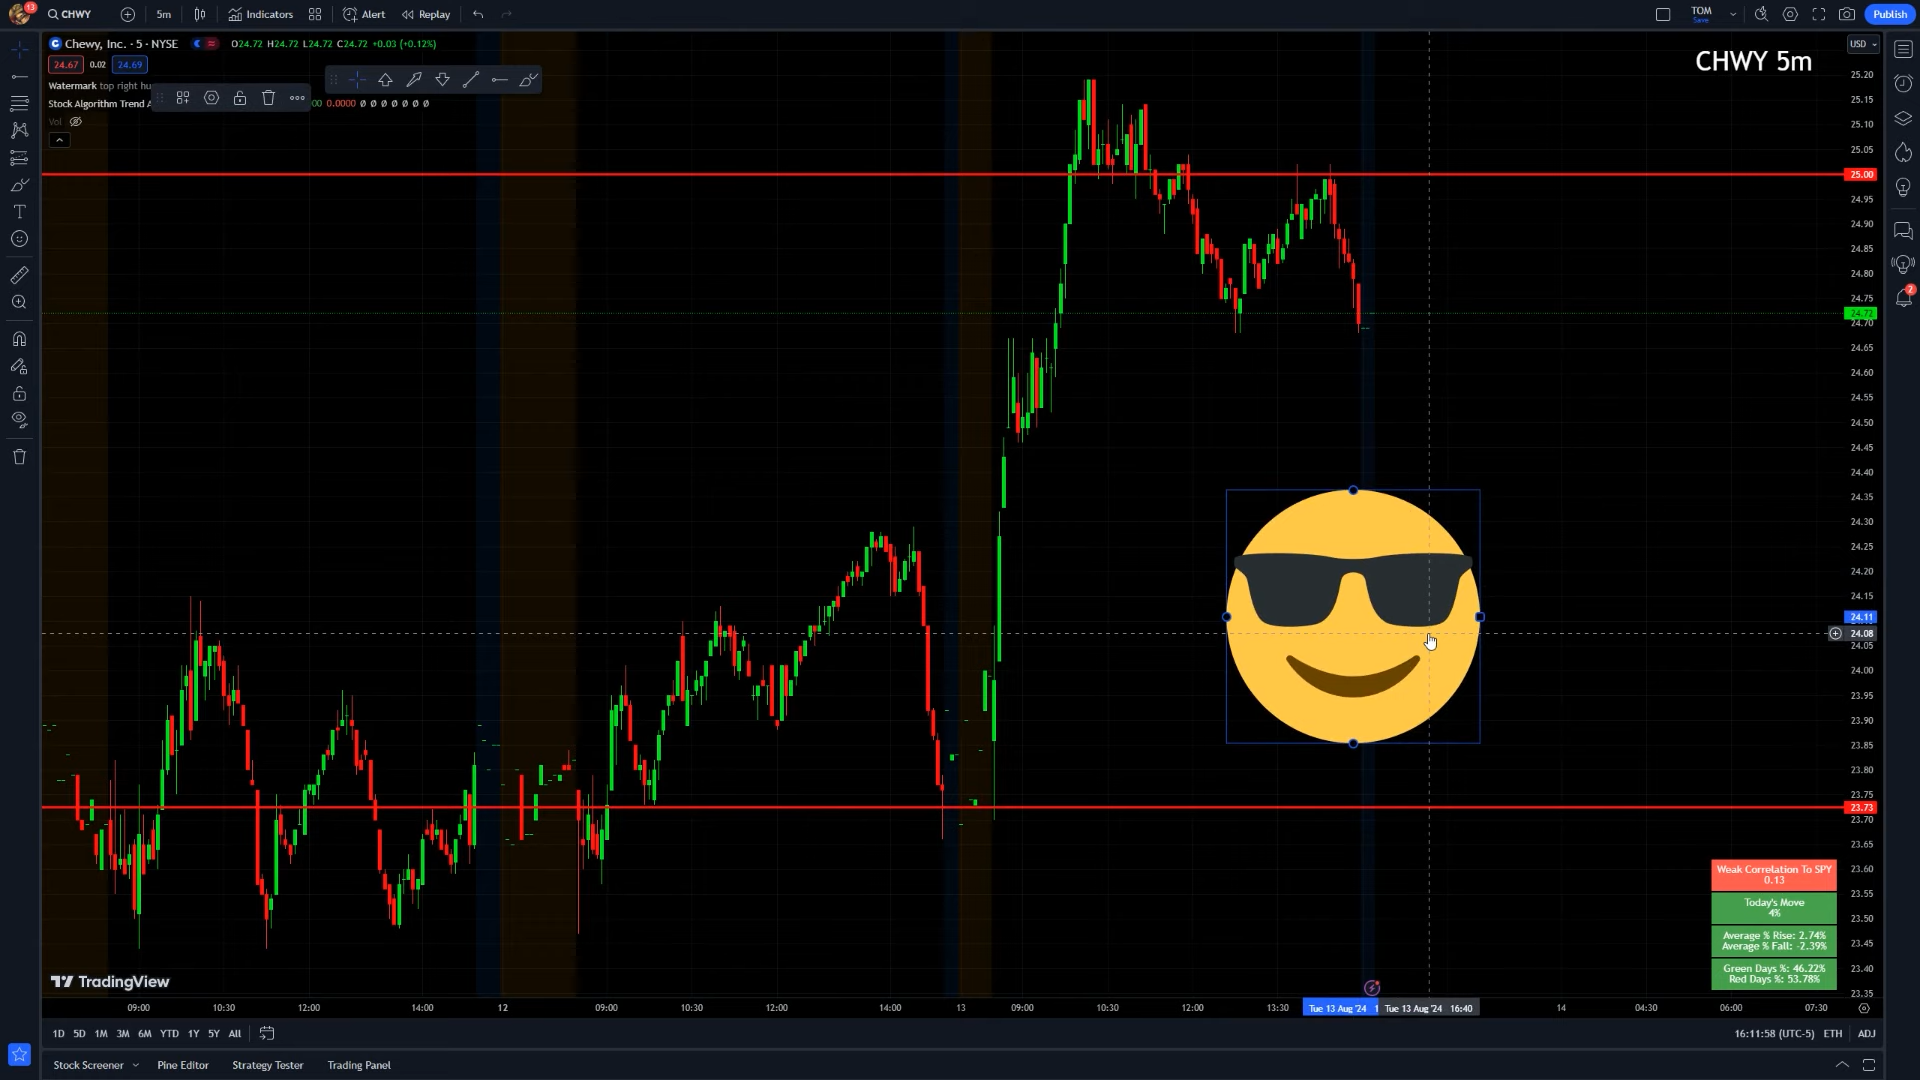 13
CHWY
5m
Indicators
Alert
Replay
TOM
Save
Publish
Chewy, Inc. · 5 · NYSE
O24.72 H24.72 L24.72 C24.72 +0.03 (+0.12%)
24.67 0.02 24.69
Watermark top right hu
Stock Algorithm Trend A 00 0.0000 Ø Ø Ø Ø Ø Ø Ø
Vol
CHWY 5m
USD
25.20
25.15
25.10
25.05
25.00
24.95
24.90
24.85
24.80
24.75
24.72
24.70
24.65
24.60
24.55
24.50
24.45
24.40
24.35
24.30
24.25
24.20
24.15
24.11
24.08
24.05
24.00
23.95
23.90
23.85
23.80
23.75
23.73
23.70
23.65
23.60
23.55
23.50
23.45
23.40
23.35
2
Weak Correlation To SPY
0.13
Today's Move
4%
Average % Rise: 2.74%
Average % Fall: -2.39%
Green Days %: 46.22%
Red Days %: 53.78%
TradingView
09:00 10:30 12:00 14:00 12 09:00 10:30 12:00 14:00 13 09:00 10:30 12:00 13:30 Tue 13 Aug '24 1 Tue 13 Aug '24 16:40 14 04:30 06:00 07:30
1D 5D 1M 3M 6M YTD 1Y 5Y All
16:11:58 (UTC-5) ETH ADJ
Stock Screener Pine Editor Strategy Tester Trading Panel